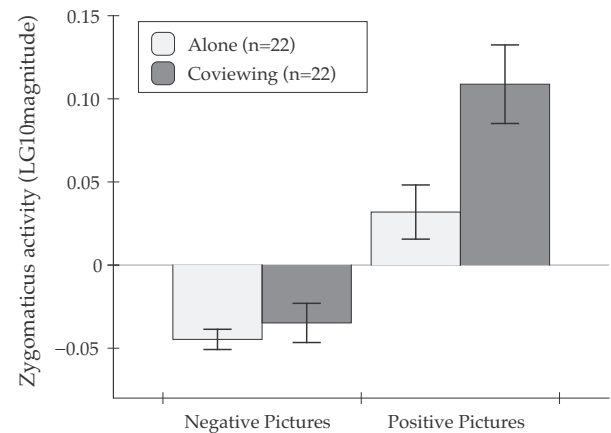 Zygomaticus activity (LG10magnitude)
0.15
0.10
0.05
0
−0.05
Alone (n=22)
Coviewing (n=22)
Negative Pictures
Positive Pictures